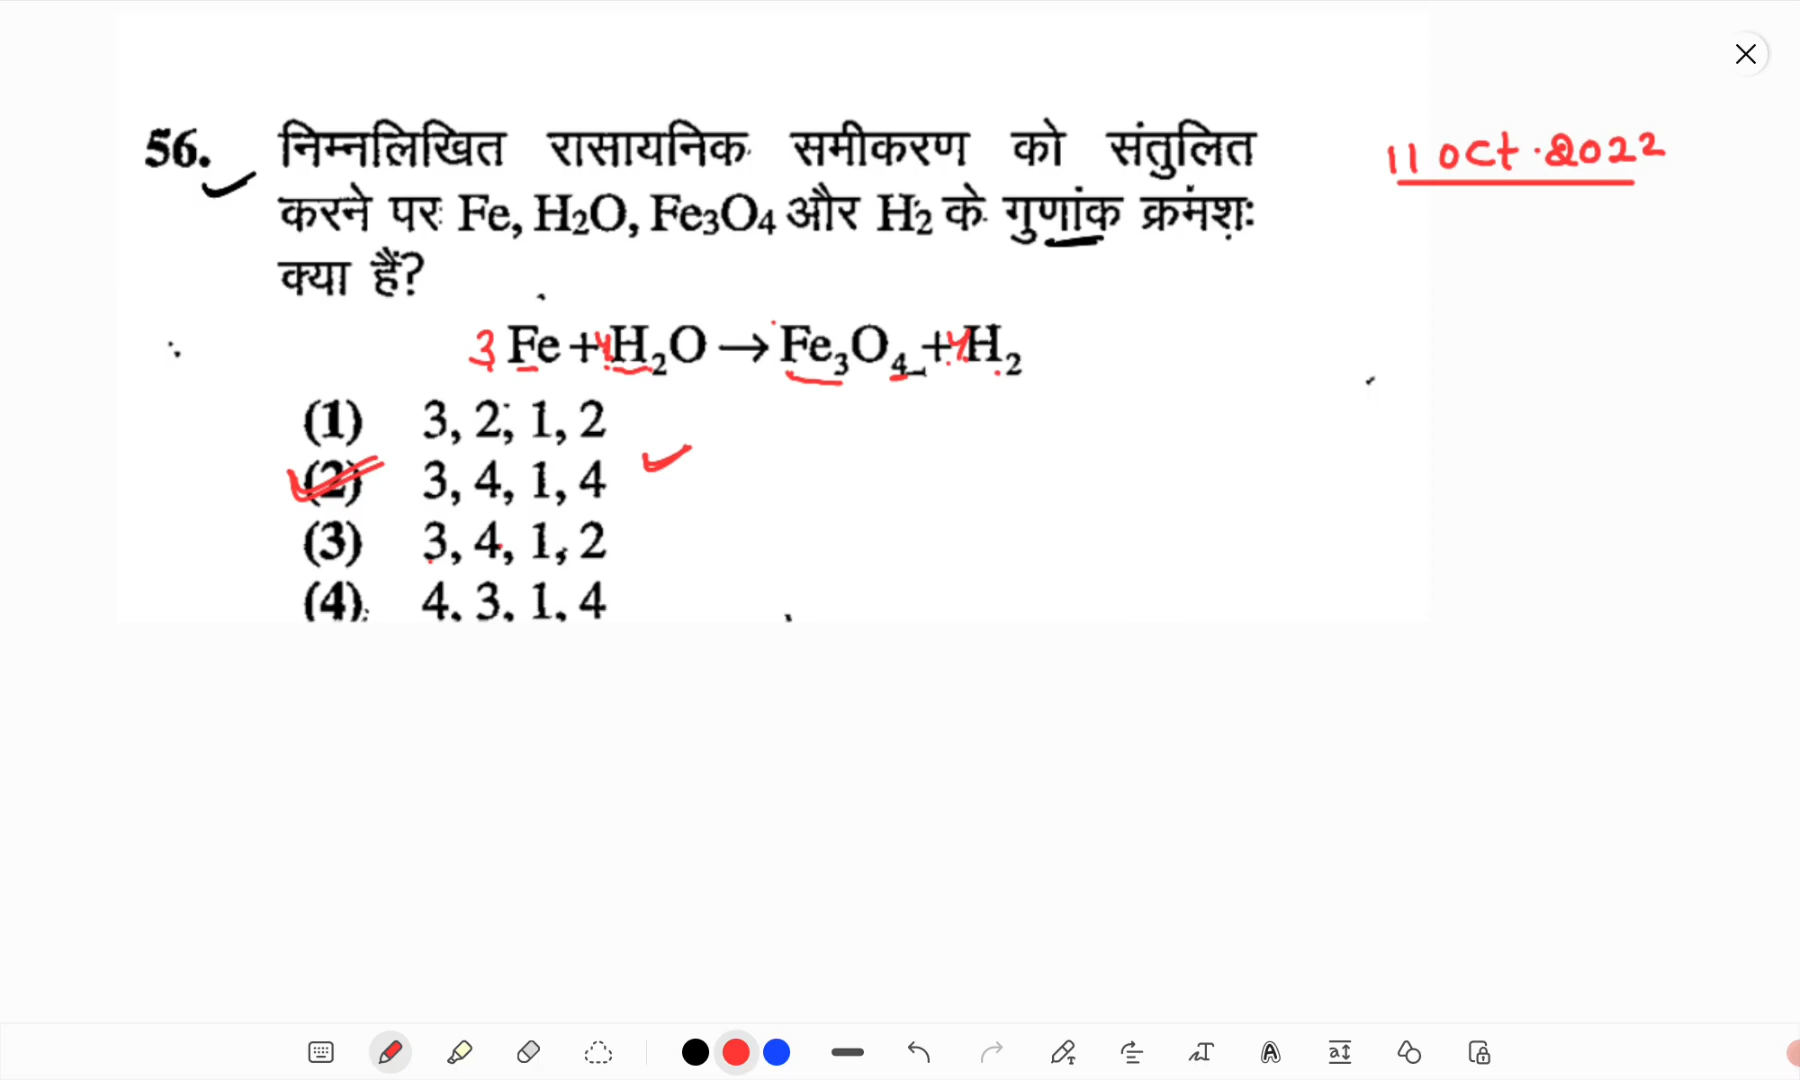 56. निम्नलिखित रासायनिक समीकरण को संतुलित
11 Oct. 2022
करने पर Fe, H₂O, Fe₃O₄ और H₂ के गुणांक क्रमशः
क्या हैं?
3 Fe + 4 H₂O → Fe₃O₄ + 4 H₂
(1) 3, 2, 1, 2
(2) 3, 4, 1, 4
(3) 3, 4, 1, 2
(4) 4, 3, 1, 4